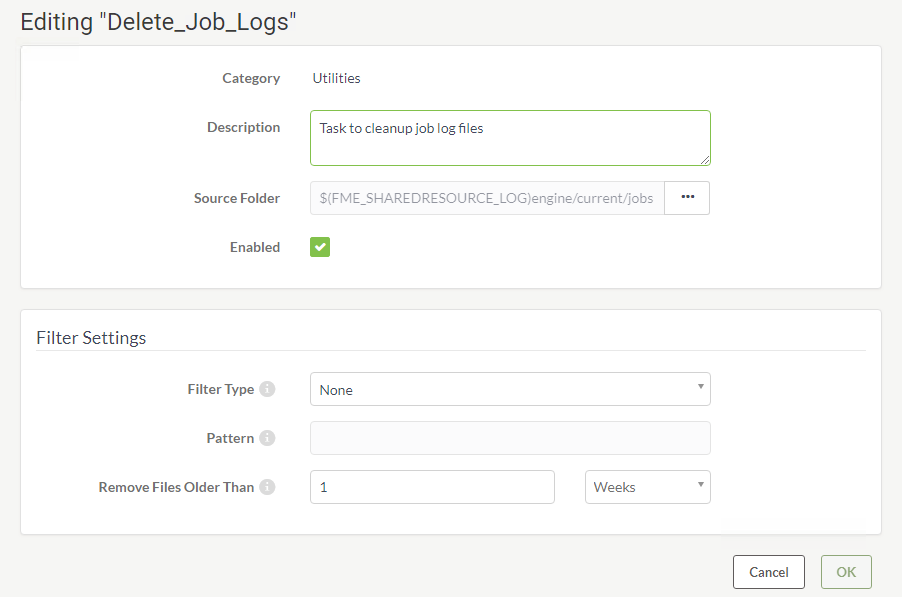 Editing "Delete_Job_Logs"
Category Utilities
Description Task to cleanup job log files
Source Folder $(FME_SHAREDRESOURCE_LOG)engine/current/jobs •••
Enabled
Filter Settings
Filter Type i None
Pattern i
Remove Files Older Than i 1 Weeks
Cancel OK